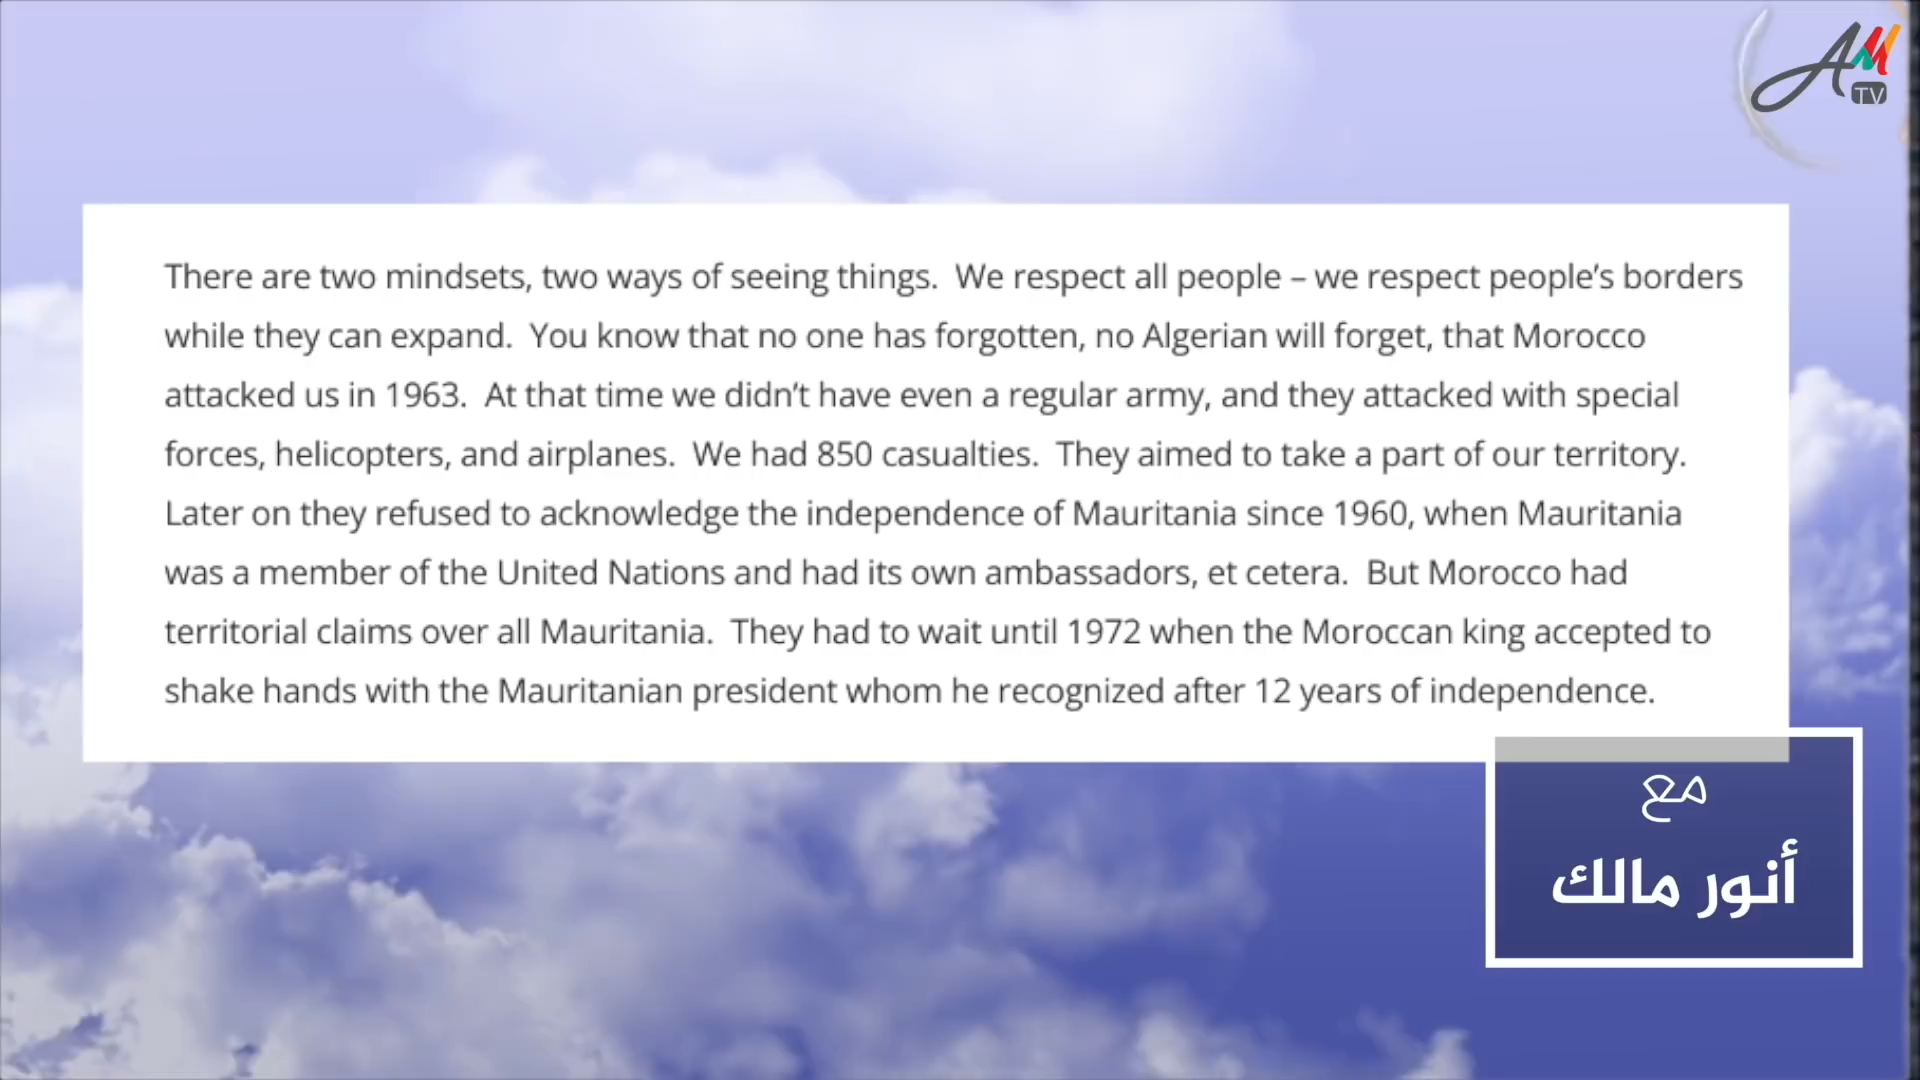 AM
TV
There are two mindsets, two ways of seeing things.  We respect all people – we respect people’s borders
while they can expand.  You know that no one has forgotten, no Algerian will forget, that Morocco
attacked us in 1963.  At that time we didn’t have even a regular army, and they attacked with special
forces, helicopters, and airplanes.  We had 850 casualties.  They aimed to take a part of our territory.
Later on they refused to acknowledge the independence of Mauritania since 1960, when Mauritania
was a member of the United Nations and had its own ambassadors, et cetera.  But Morocco had
territorial claims over all Mauritania.  They had to wait until 1972 when the Moroccan king accepted to
shake hands with the Mauritanian president whom he recognized after 12 years of independence.
مع
أنور مالك